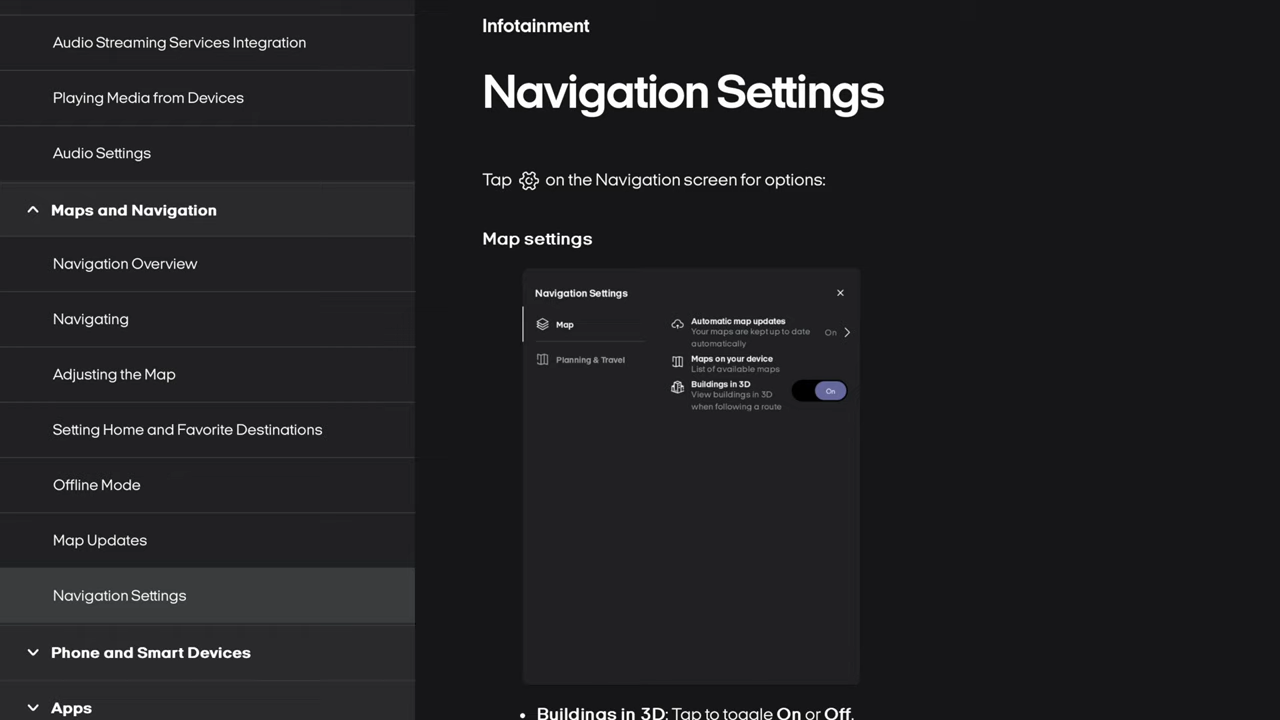 Audio Streaming Services Integration
Playing Media from Devices
Audio Settings
Maps and Navigation
Navigation Overview
Navigating
Adjusting the Map
Setting Home and Favorite Destinations
Offline Mode
Map Updates
Navigation Settings
Phone and Smart Devices
Apps
Infotainment
Navigation Settings
Tap on the Navigation screen for options:
Map settings
Navigation Settings
Map
Planning & Travel
Automatic map updates
Your maps are kept up to date
automatically
On
Maps on your device
List of available maps
Buildings in 3D
View buildings in 3D
when following a route
On
• Buildings in 3D: Tap to toggle On or Off.